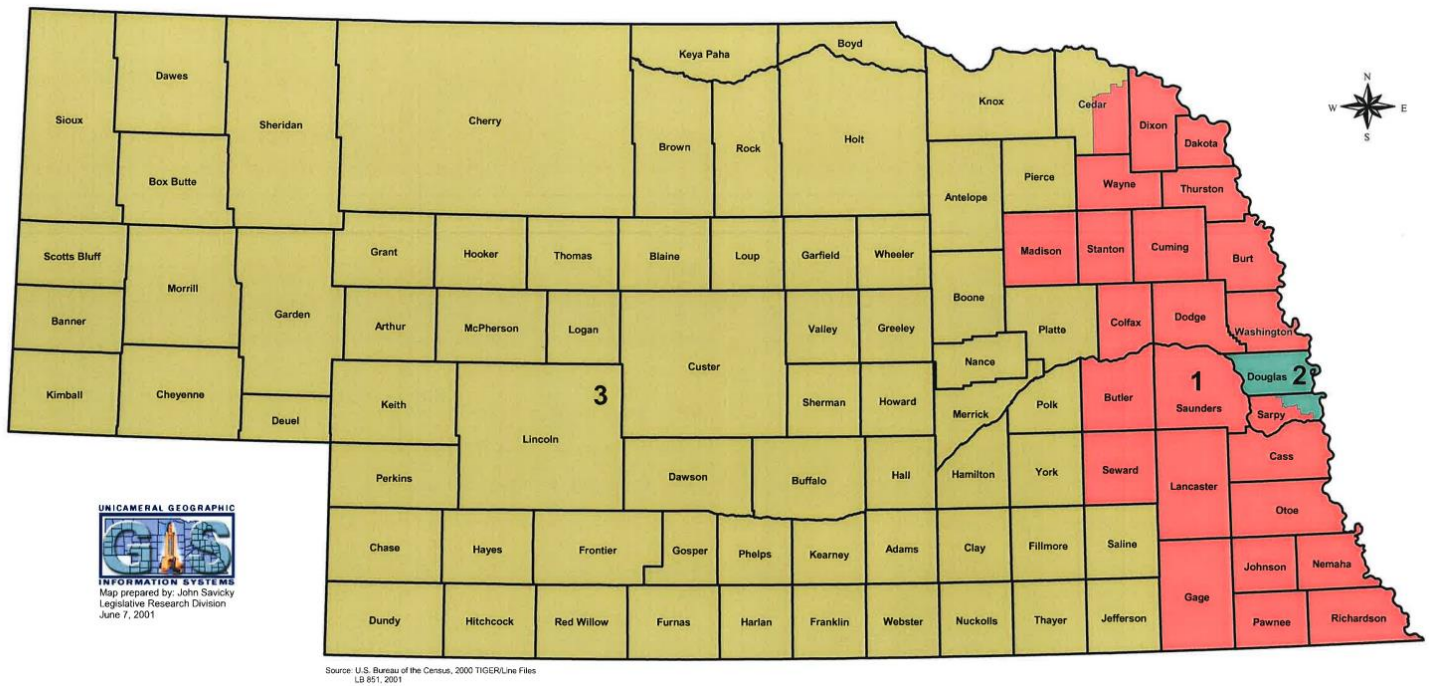 Keya Paha
Boyd
N
Dawes
Knox
Cedar
W E
Sioux
Sheridan
Cherry
Dixon
S
Brown
Rock
Holt
Dakota
Box Butte
Pierce
Wayne
Thurston
Antelope
Scotts Bluff
Grant
Hooker
Thomas
Blaine
Loup
Garfield
Wheeler
Madison
Stanton
Cuming
Burt
Morrill
Boone
Banner
Garden
Arthur
McPherson
Logan
Valley
Greeley
Platte
Colfax
Dodge
Washington
Nance
Custer
Kimball
Cheyenne
Keith
3
Sherman
Howard
Merrick
Polk
Butler
1
Saunders
Douglas
2
Sarpy
Deuel
Lincoln
Perkins
Dawson
Buffalo
Hall
Hamilton
York
Seward
Lancaster
Cass
Otoe
UNICAMERAL GEOGRAPHIC
GIS
INFORMATION SYSTEMS
Map prepared by: John Savicky
Legislative Research Division
June 7, 2001
Chase
Hayes
Frontier
Gosper
Phelps
Kearney
Adams
Clay
Fillmore
Saline
Johnson
Nemaha
Gage
Dundy
Hitchcock
Red Willow
Furnas
Harlan
Franklin
Webster
Nuckolls
Thayer
Jefferson
Pawnee
Richardson
Source: U.S. Bureau of the Census, 2000 TIGER/Line Files
LB 851, 2001